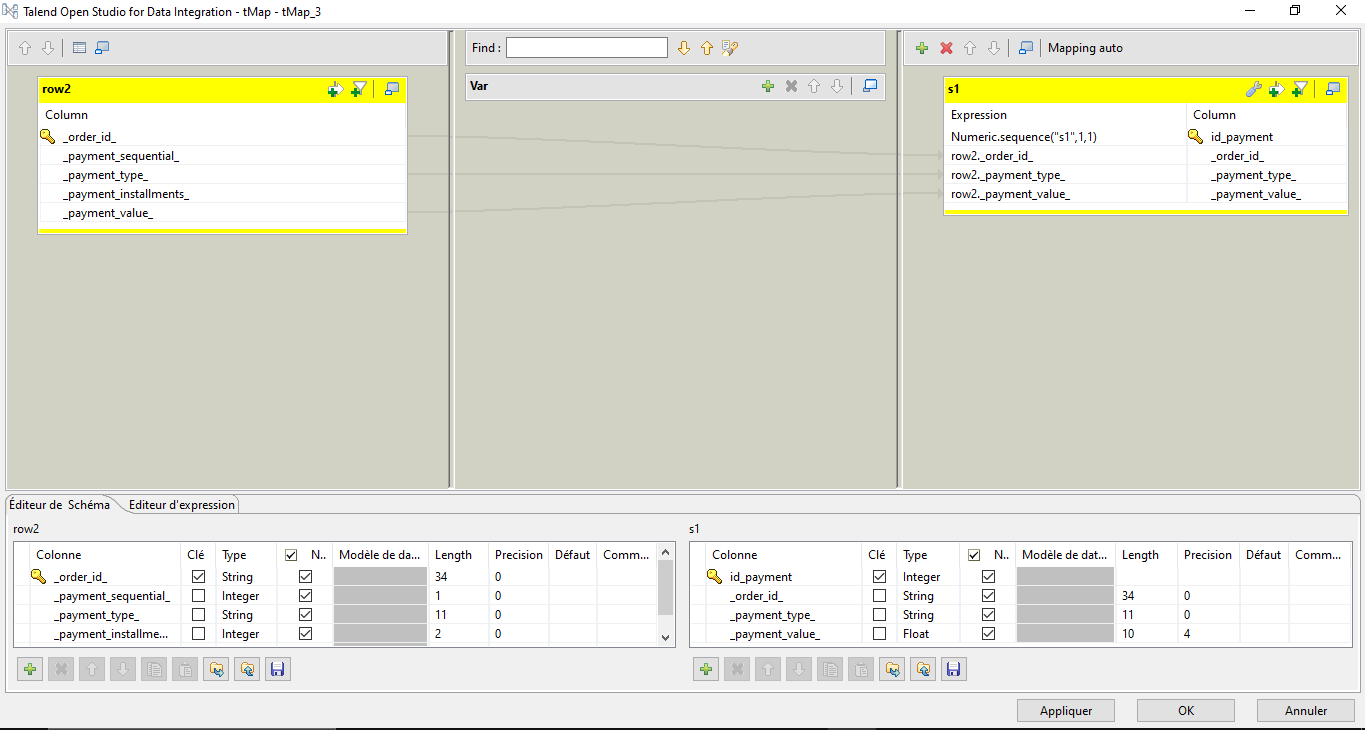 Talend Open Studio for Data Integration - tMap - tMap_3
Find :
Mapping auto
row2
Var
s1
Column
Expression Column
_order_id_
Numeric.sequence("s1",1,1) id_payment
_payment_sequential_
row2._order_id_ _order_id_
_payment_type_
row2._payment_type_ _payment_type_
_payment_installments_
row2._payment_value_ _payment_value_
_payment_value_
Éditeur de Schéma Editeur d'expression
row2
Colonne Clé Type N.. Modèle de da... Length Precision Défaut Comm...
_order_id_ String 34 0
_payment_sequential_ Integer 1 0
_payment_type_ String 11 0
_payment_installme... Integer 2 0
s1
Colonne Clé Type N.. Modèle de dat... Length Precision Défaut Comm...
id_payment Integer
_order_id_ String 34 0
_payment_type_ String 11 0
_payment_value_ Float 10 4
Appliquer OK Annuler